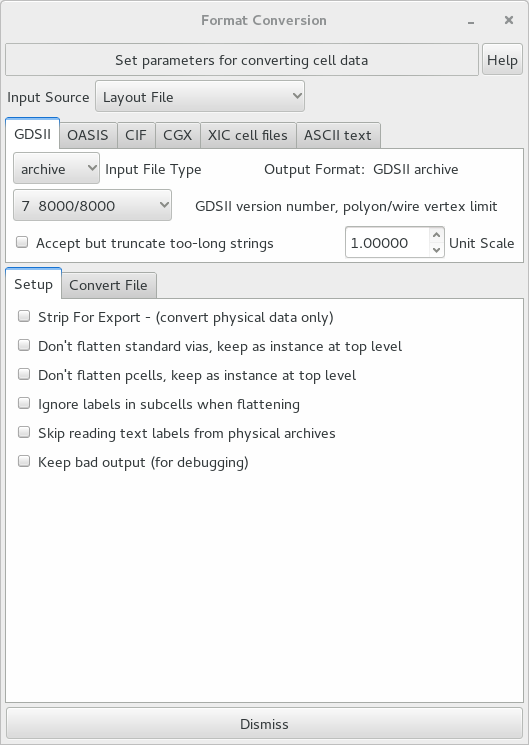 Format Conversion
Set parameters for converting cell data Help
Input Source Layout File
GDSII OASIS CIF CGX XIC cell files ASCII text
archive Input File Type Output Format: GDSII archive
7 8000/8000 GDSII version number, polyon/wire vertex limit
Accept but truncate too-long strings 1.00000 Unit Scale
Setup Convert File
Strip For Export - (convert physical data only)
Don't flatten standard vias, keep as instance at top level
Don't flatten pcells, keep as instance at top level
Ignore labels in subcells when flattening
Skip reading text labels from physical archives
Keep bad output (for debugging)
Dismiss